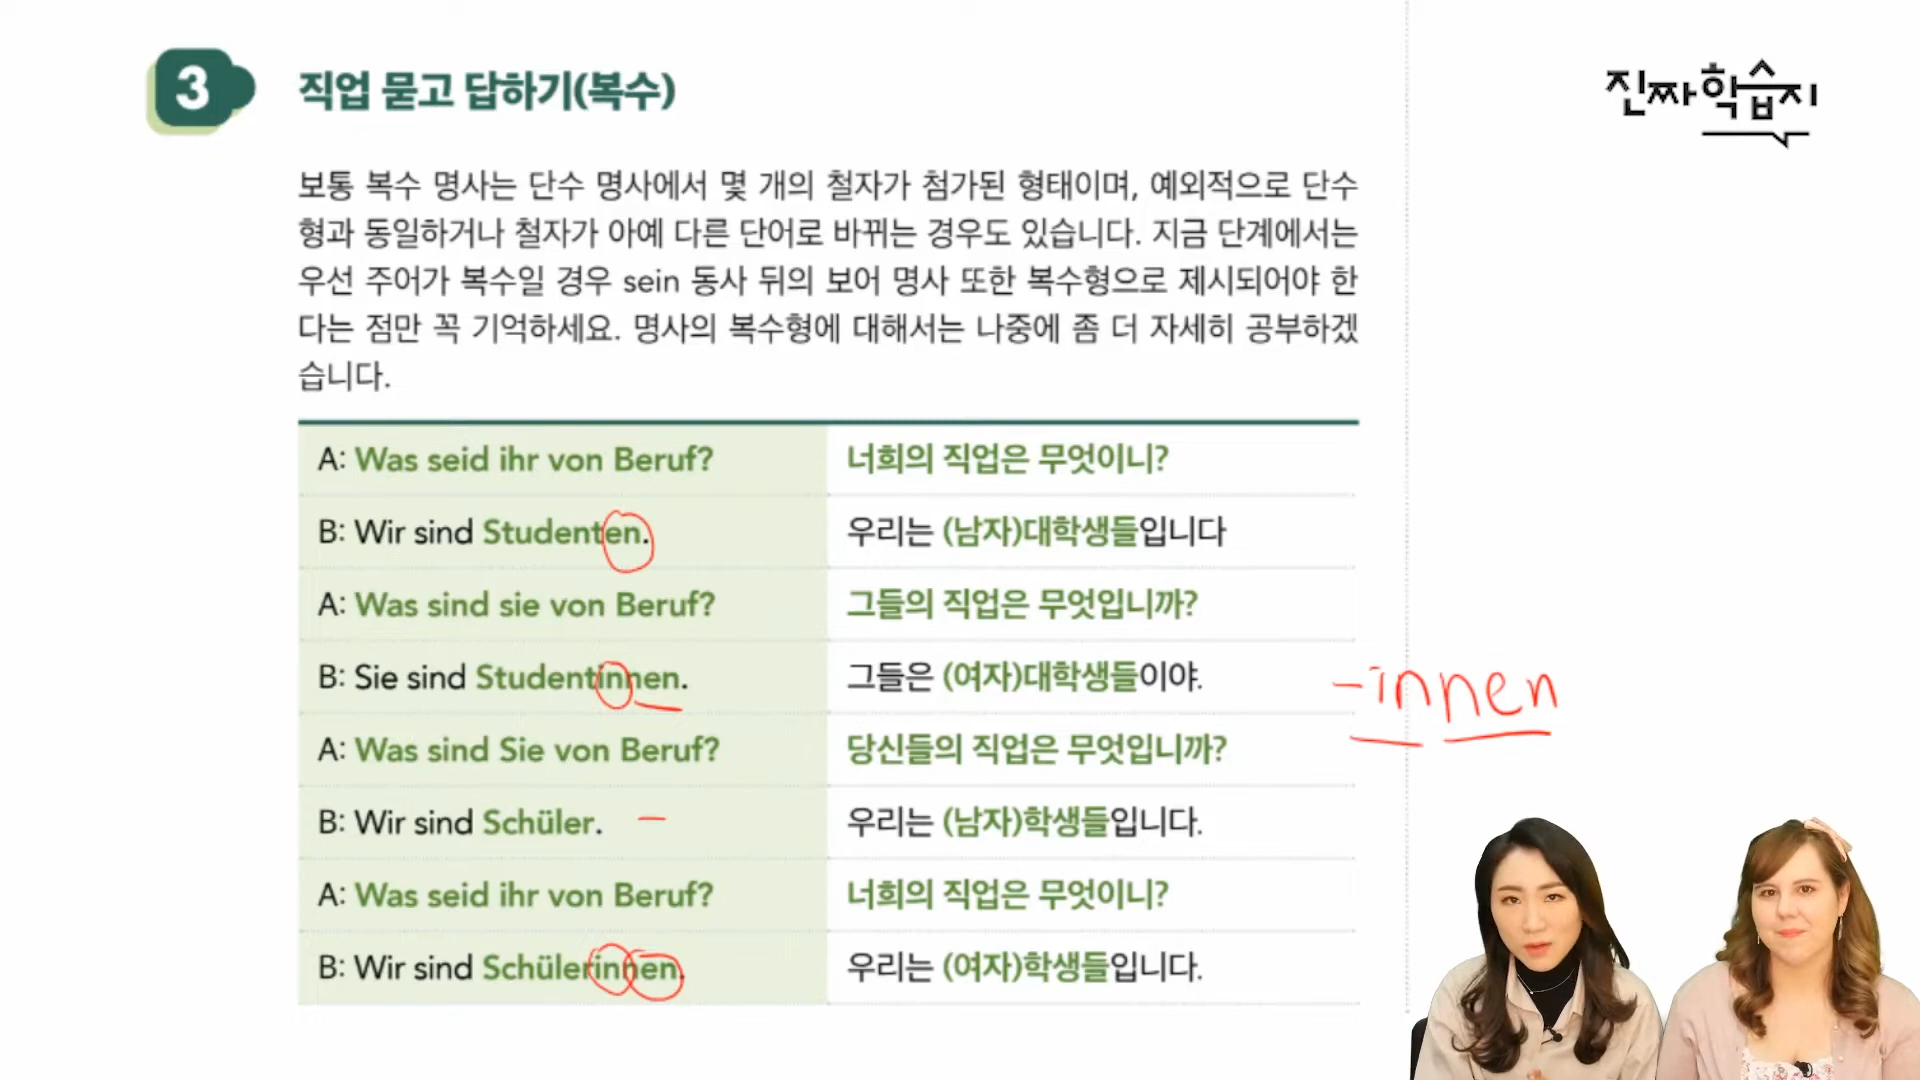 3 직업 묻고 답하기(복수)
진짜학습지
보통 복수 명사는 단수 명사에서 몇 개의 철자가 첨가된 형태이며, 예외적으로 단수
형과 동일하거나 철자가 아예 다른 단어로 바뀌는 경우도 있습니다. 지금 단계에서는
우선 주어가 복수일 경우 sein 동사 뒤의 보어 명사 또한 복수형으로 제시되어야 한
다는 점만 꼭 기억하세요. 명사의 복수형에 대해서는 나중에 좀 더 자세히 공부하겠
습니다.
A: Was seid ihr von Beruf? 너희의 직업은 무엇이니?
B: Wir sind Studenten. 우리는 (남자)대학생들입니다
A: Was sind sie von Beruf? 그들의 직업은 무엇입니까?
B: Sie sind Studentinnen. 그들은 (여자)대학생들이야.
-innen
A: Was sind Sie von Beruf? 당신들의 직업은 무엇입니까?
B: Wir sind Schüler. - 우리는 (남자)학생들입니다.
A: Was seid ihr von Beruf? 너희의 직업은 무엇이니?
B: Wir sind Schülerinnen. 우리는 (여자)학생들입니다.